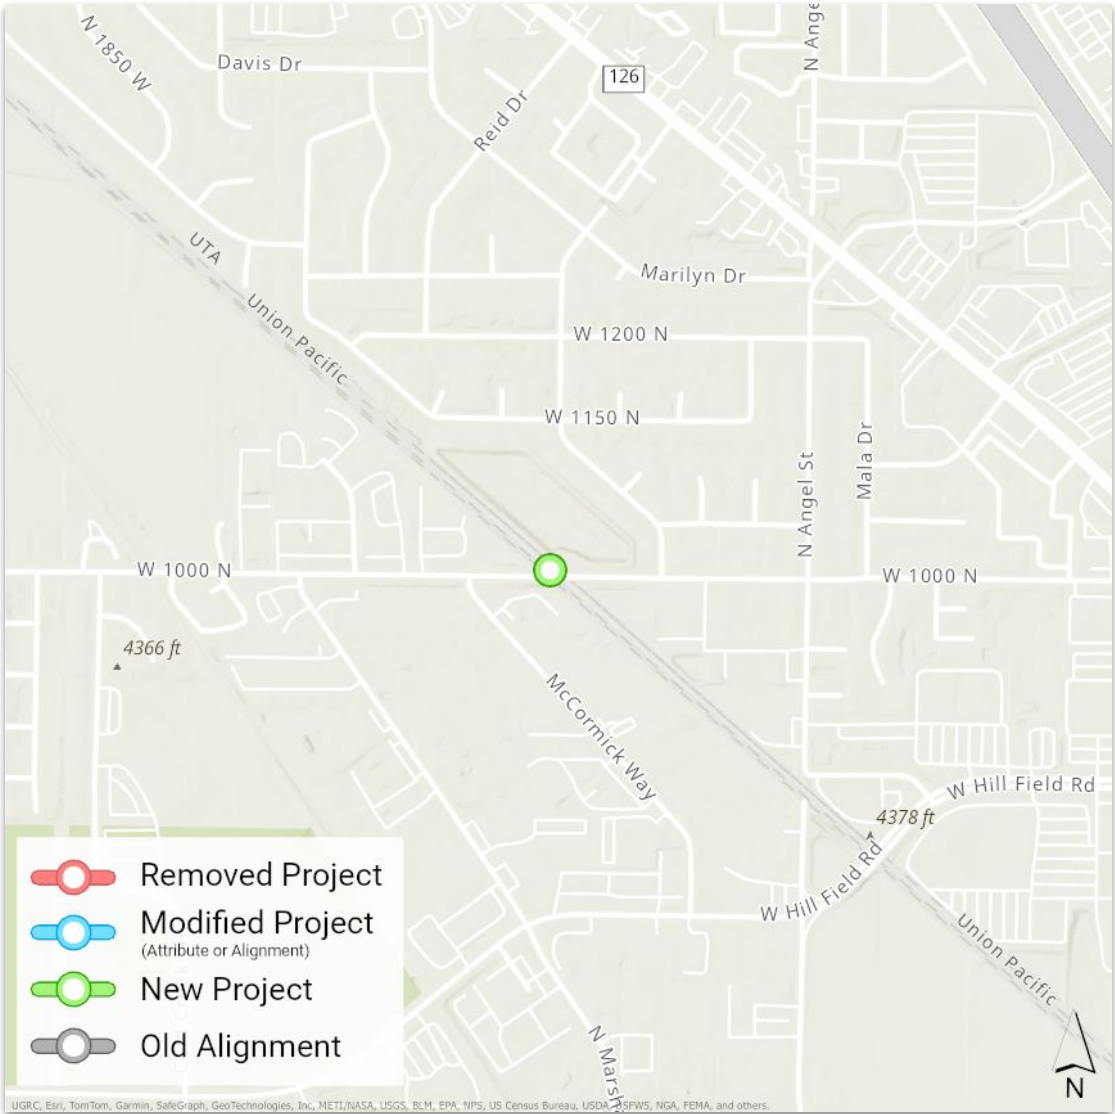 N 1850 W
Davis Dr
N Ange
126
Reid Dr
UTA
Marilyn Dr
Union Pacific
W 1200 N
W 1150 N
Mala Dr
N Angel St
W 1000 N
W 1000 N
4366 ft
McCormick Way
W Hill Field Rd
4378 ft
W Hill Field Rd
Union Pacific
Removed Project
Modified Project
(Attribute or Alignment)
New Project
Old Alignment
N Marsh
N
UGRC, Esri, TomTom, Garmin, SafeGraph, GeoTechnologies, Inc, METI/NASA, USGS, BLM, EPA, NPS, US Census Bureau, USDA, USFWS, NGA, FEMA, and others.